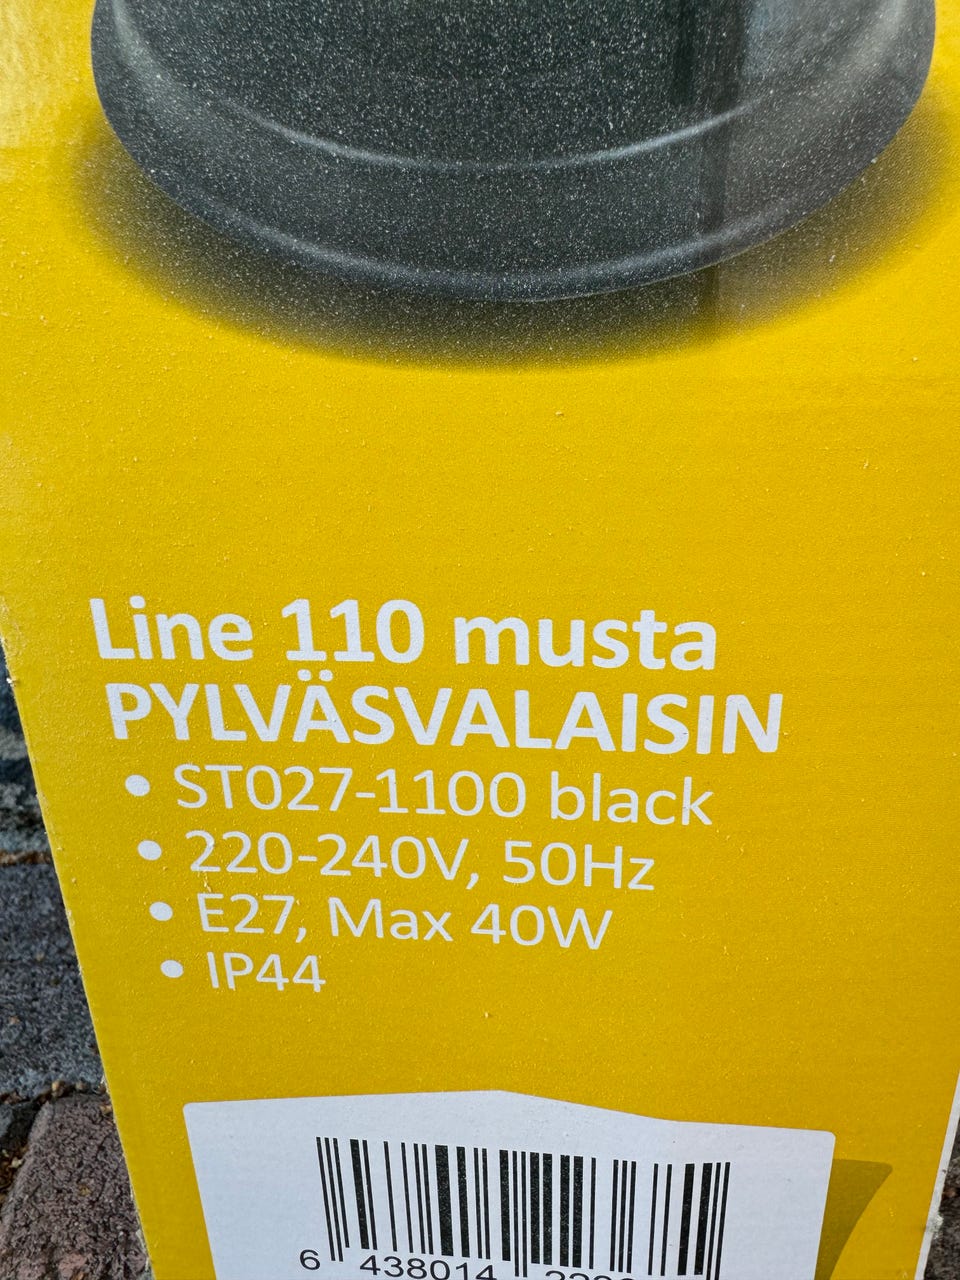 Line 110 musta
PYLVÄSVALAISIN
• ST027-1100 black
• 220-240V, 50Hz
• E27, Max 40W
• IP44
6 438014